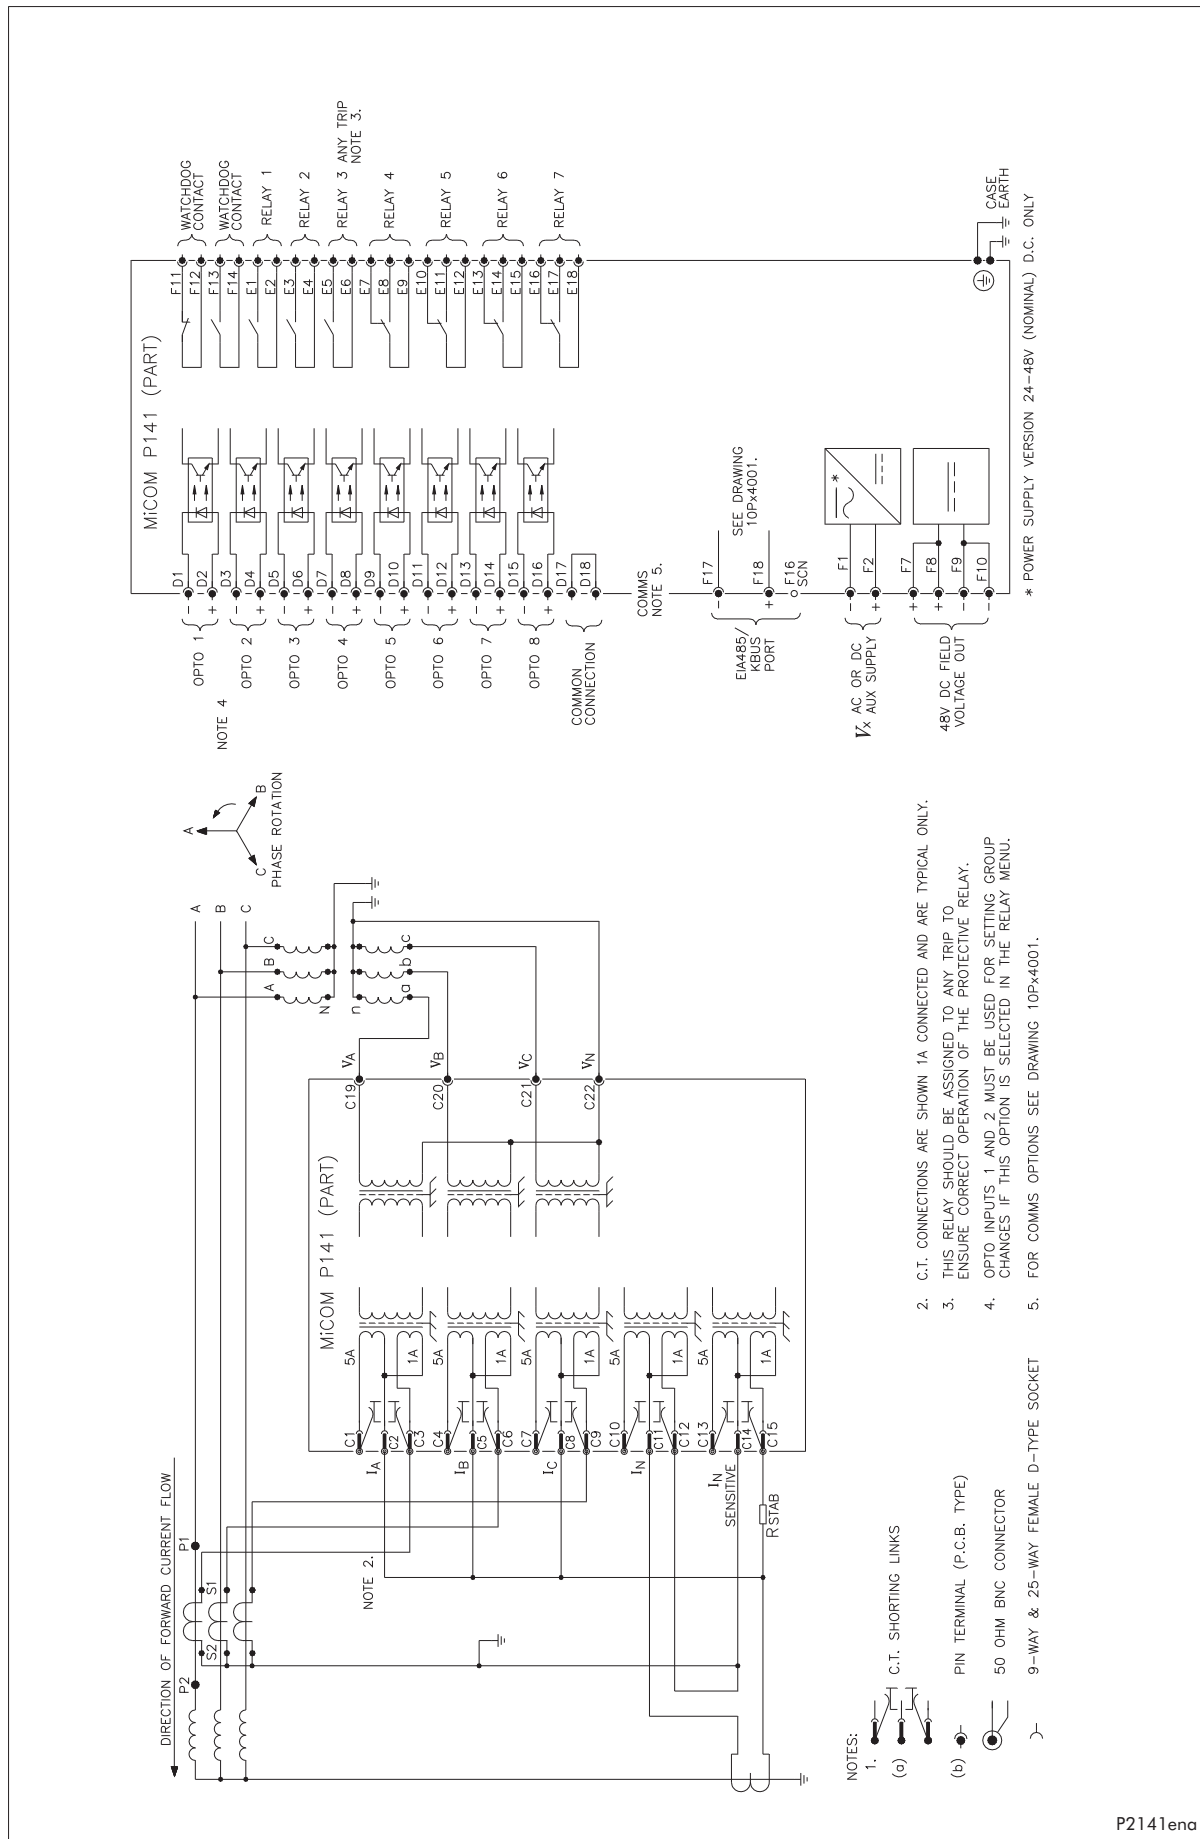 DIRECTION OF FORWARD CURRENT FLOW
P2
P1
S2
S1
A
B
C
A
B
C
N
n
a
b
c
A
B
C
PHASE ROTATION
NOTE 2.
MiCOM P141 (PART)
IA
IB
IC
IN
IN
SENSITIVE
RSTAB
C1
C2
C3
C4
C5
C6
C7
C8
C9
C10
C11
C12
C13
C14
C15
5A
1A
5A
1A
5A
1A
5A
1A
5A
1A
C19
C20
C21
C22
VA
VB
VC
VN
MiCOM P141 (PART)
NOTE 4
OPTO 1
OPTO 2
OPTO 3
OPTO 4
OPTO 5
OPTO 6
OPTO 7
OPTO 8
COMMON
CONNECTION
- D1
+ D2
- D3
+ D4
- D5
+ D6
- D7
+ D8
- D9
+ D10
- D11
+ D12
- D13
+ D14
- D15
+ D16
D17
D18
F11
F12
F13
F14
E1
E2
E3
E4
E5
E6
E7
E8
E9
E10
E11
E12
E13
E14
E15
E16
E17
E18
WATCHDOG
CONTACT
WATCHDOG
CONTACT
RELAY 1
RELAY 2
RELAY 3 ANY TRIP
NOTE 3.
RELAY 4
RELAY 5
RELAY 6
RELAY 7
COMMS
NOTE 5.
EIA485/
KBUS
PORT
- F17
+ F18
F16
SCN
SEE DRAWING
10Px4001.
Vx AC OR DC
AUX SUPPLY
- F1
+ F2
*
48V DC FIELD
VOLTAGE OUT
+ F7
+ F8
- F9
- F10
CASE
EARTH
* POWER SUPPLY VERSION 24-48V (NOMINAL) D.C. ONLY
NOTES:
1.
(a) C.T. SHORTING LINKS
(b) PIN TERMINAL (P.C.B. TYPE)
50 OHM BNC CONNECTOR
9-WAY & 25-WAY FEMALE D-TYPE SOCKET
2. C.T. CONNECTIONS ARE SHOWN 1A CONNECTED AND ARE TYPICAL ONLY.
3. THIS RELAY SHOULD BE ASSIGNED TO ANY TRIP TO
ENSURE CORRECT OPERATION OF THE PROTECTIVE RELAY.
4. OPTO INPUTS 1 AND 2 MUST BE USED FOR SETTING GROUP
CHANGES IF THIS OPTION IS SELECTED IN THE RELAY MENU.
5. FOR COMMS OPTIONS SEE DRAWING 10Px4001.
P2141ena